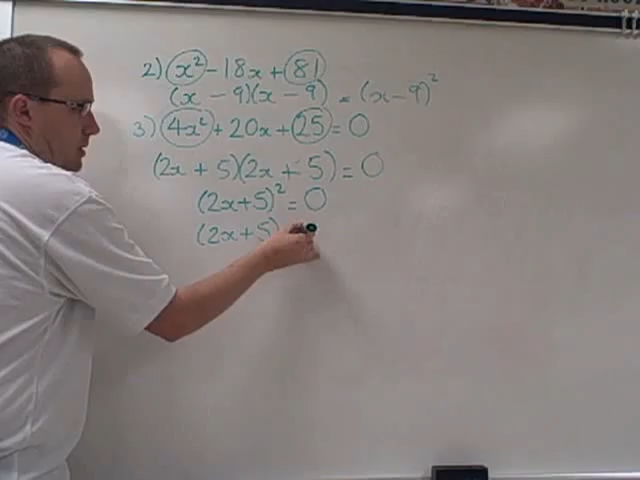 2) x² - 18x + 81
(x - 9)(x - 9) = (x - 9)²
3) 4x² + 20x + 25 = 0
(2x + 5)(2x + 5) = 0
(2x+5)² = 0
(2x+5)